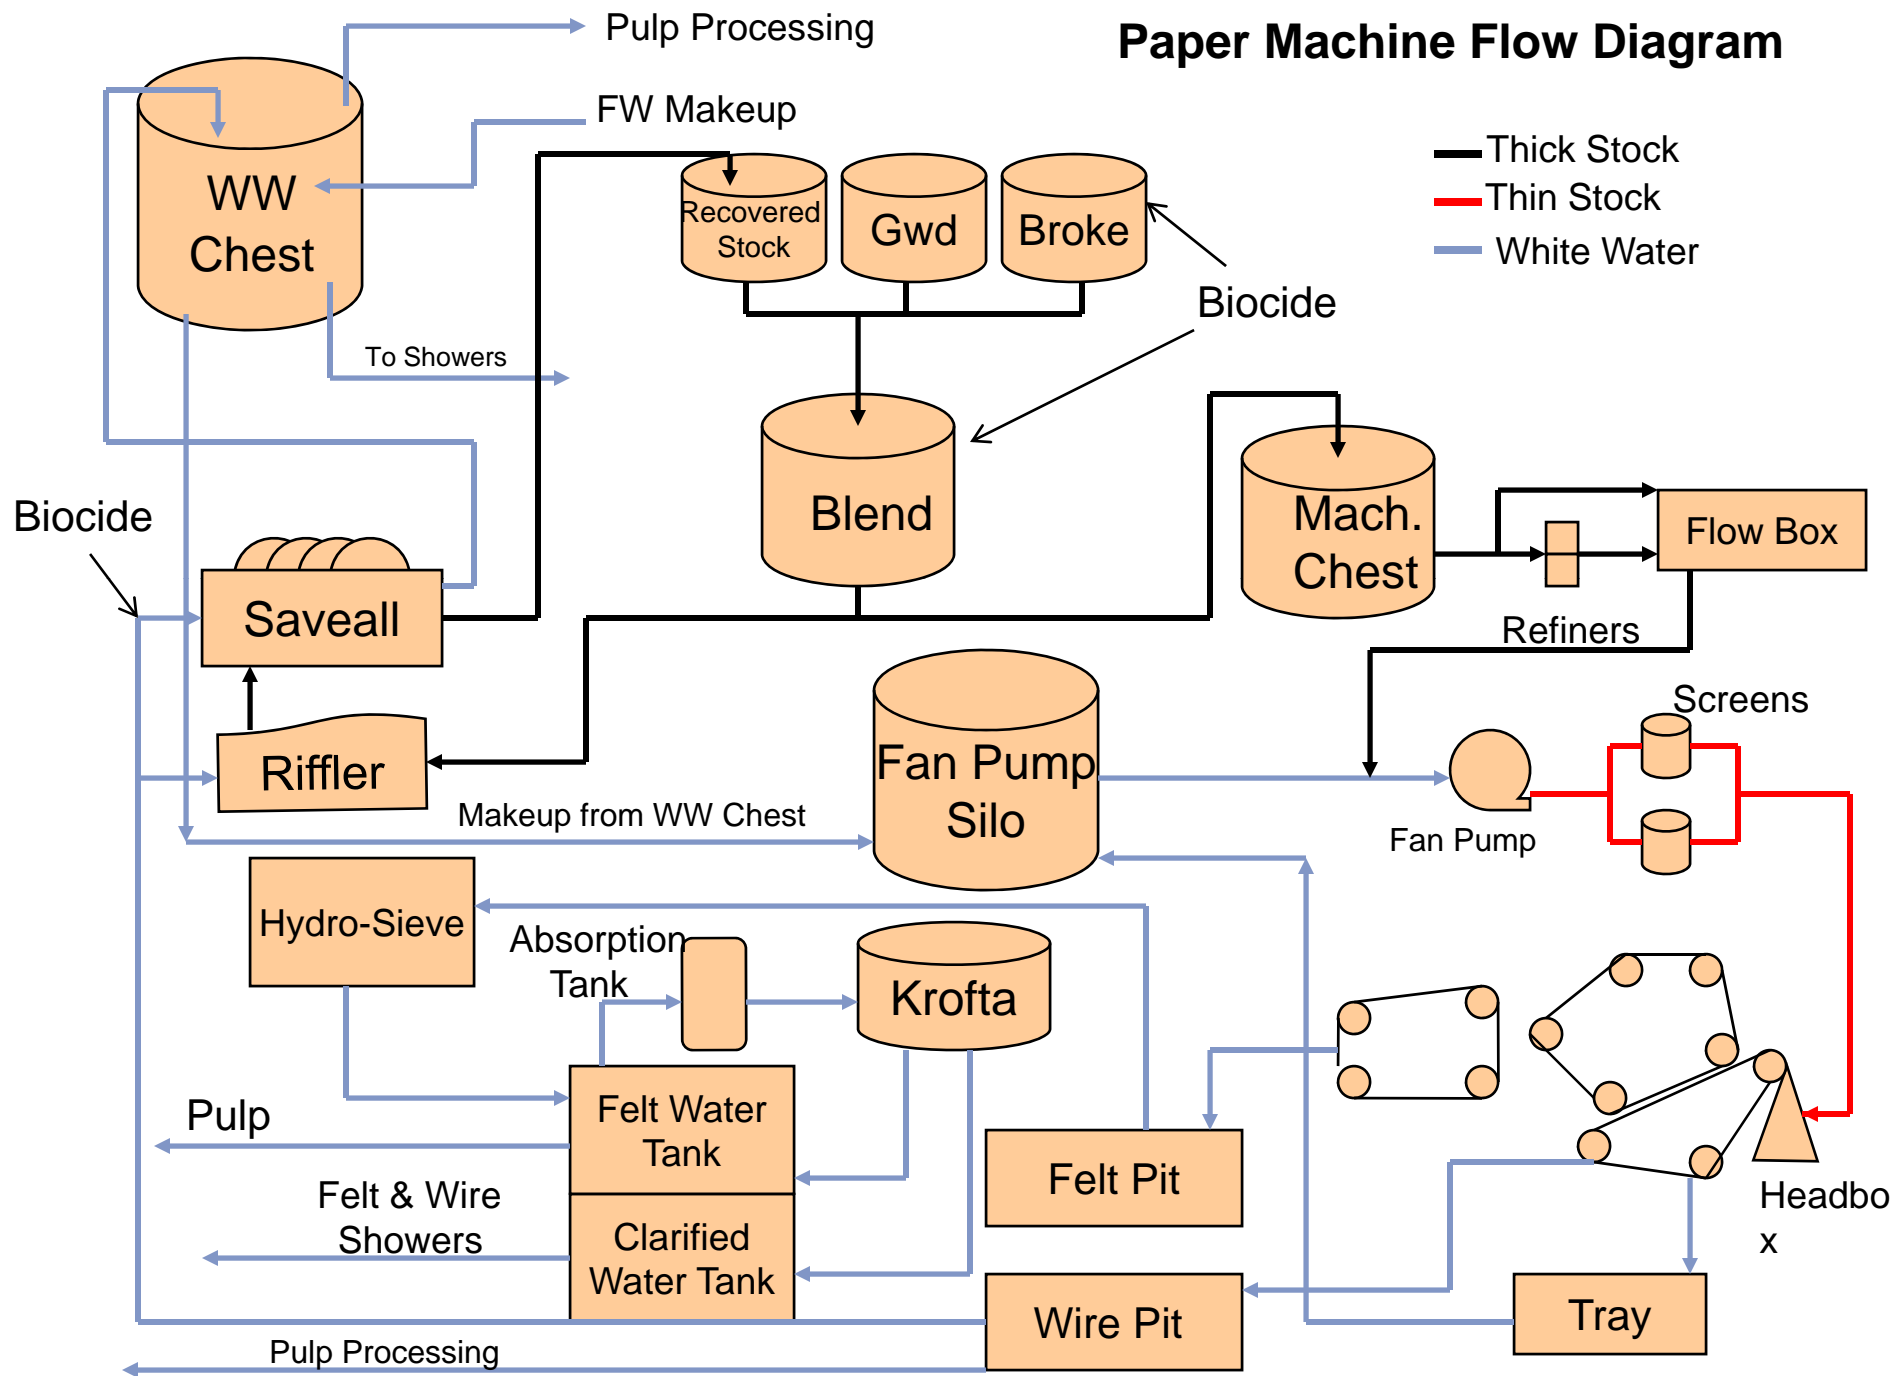 Pulp Processing
Paper Machine Flow Diagram
FW Makeup
Thick Stock
Thin Stock
White Water
WW
Chest
Recovered
Stock
Gwd
Broke
Biocide
To Showers
Blend
Mach.
Chest
Flow Box
Biocide
Saveall
Refiners
Screens
Riffler
Fan Pump
Silo
Makeup from WW Chest
Fan Pump
Hydro-Sieve
Absorption
Tank
Krofta
Pulp
Felt Water
Tank
Felt & Wire
Showers
Clarified
Water Tank
Felt Pit
Headbo
x
Wire Pit
Tray
Pulp Processing